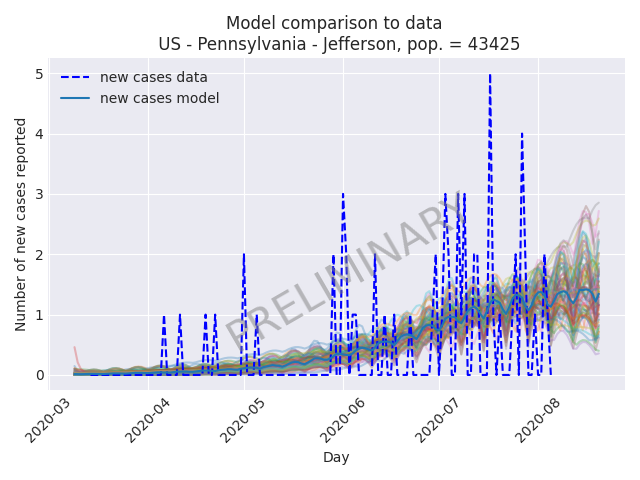 Model comparison to data
US - Pennsylvania - Jefferson, pop. = 43425
new cases data
new cases model
Number of new cases reported
5
4
3
2
1
0
PRELIMINARY
2020-03
2020-04
2020-05
2020-06
2020-07
2020-08
Day